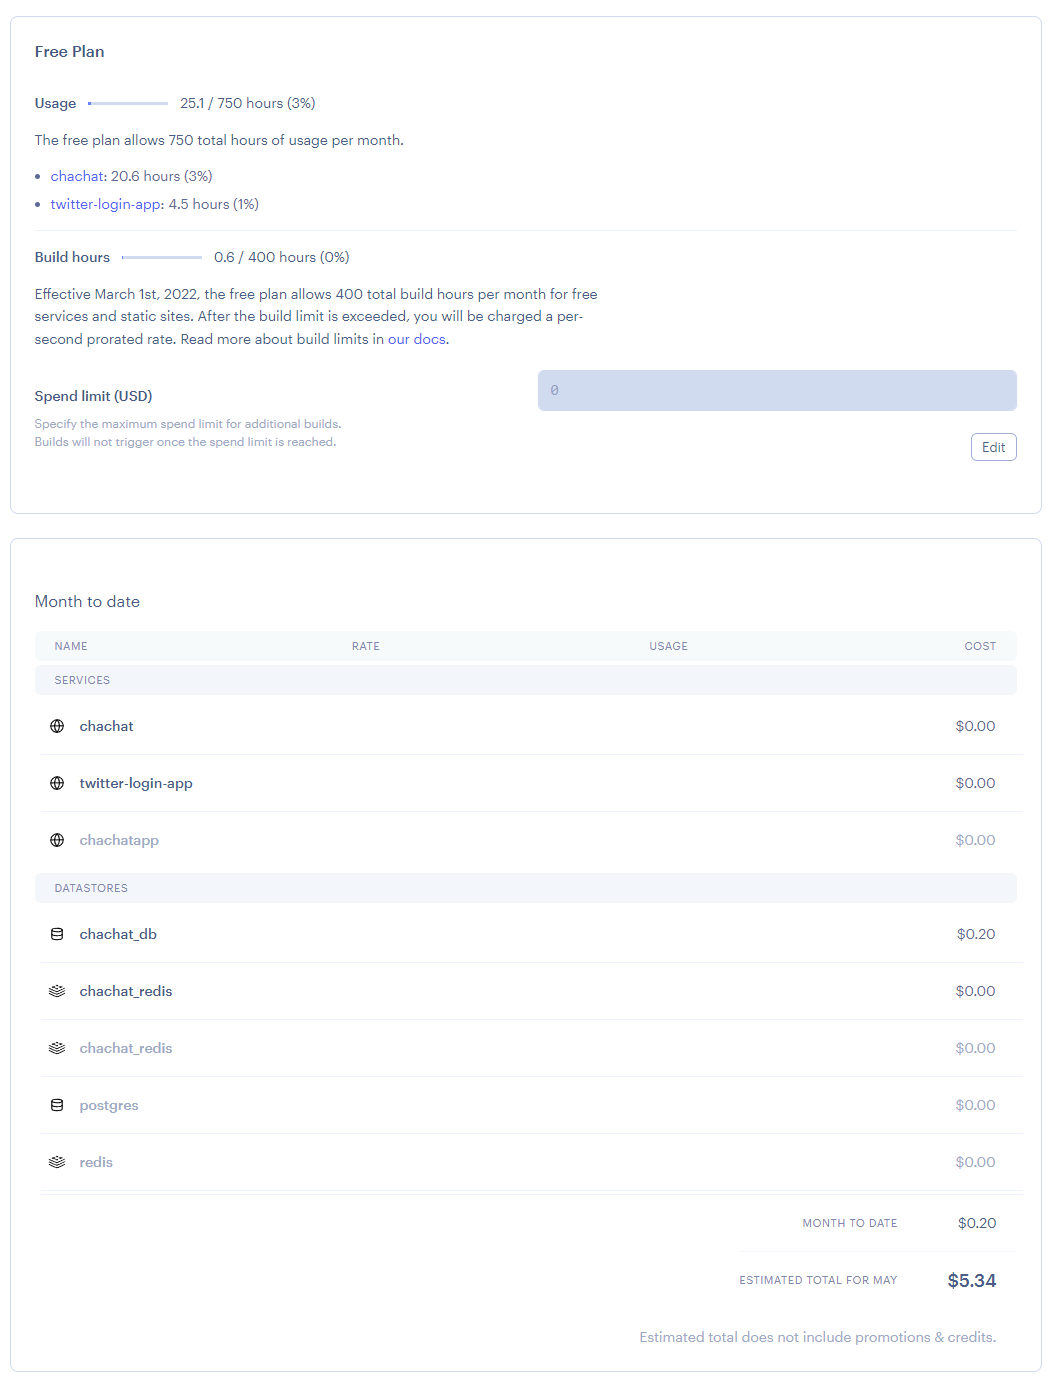 Free Plan
Usage 25.1 / 750 hours (3%)
The free plan allows 750 total hours of usage per month.
• chachat: 20.6 hours (3%)
• twitter-login-app: 4.5 hours (1%)
Build hours 0.6 / 400 hours (0%)
Effective March 1st, 2022, the free plan allows 400 total build hours per month for free
services and static sites. After the build limit is exceeded, you will be charged a per-
second prorated rate. Read more about build limits in our docs.
Spend limit (USD) 0
Specify the maximum spend limit for additional builds.
Builds will not trigger once the spend limit is reached.
Edit
Month to date
NAME RATE USAGE COST
SERVICES
chachat $0.00
twitter-login-app $0.00
chachatapp $0.00
DATASTORES
chachat_db $0.20
chachat_redis $0.00
chachat_redis $0.00
postgres $0.00
redis $0.00
MONTH TO DATE $0.20
ESTIMATED TOTAL FOR MAY $5.34
Estimated total does not include promotions & credits.